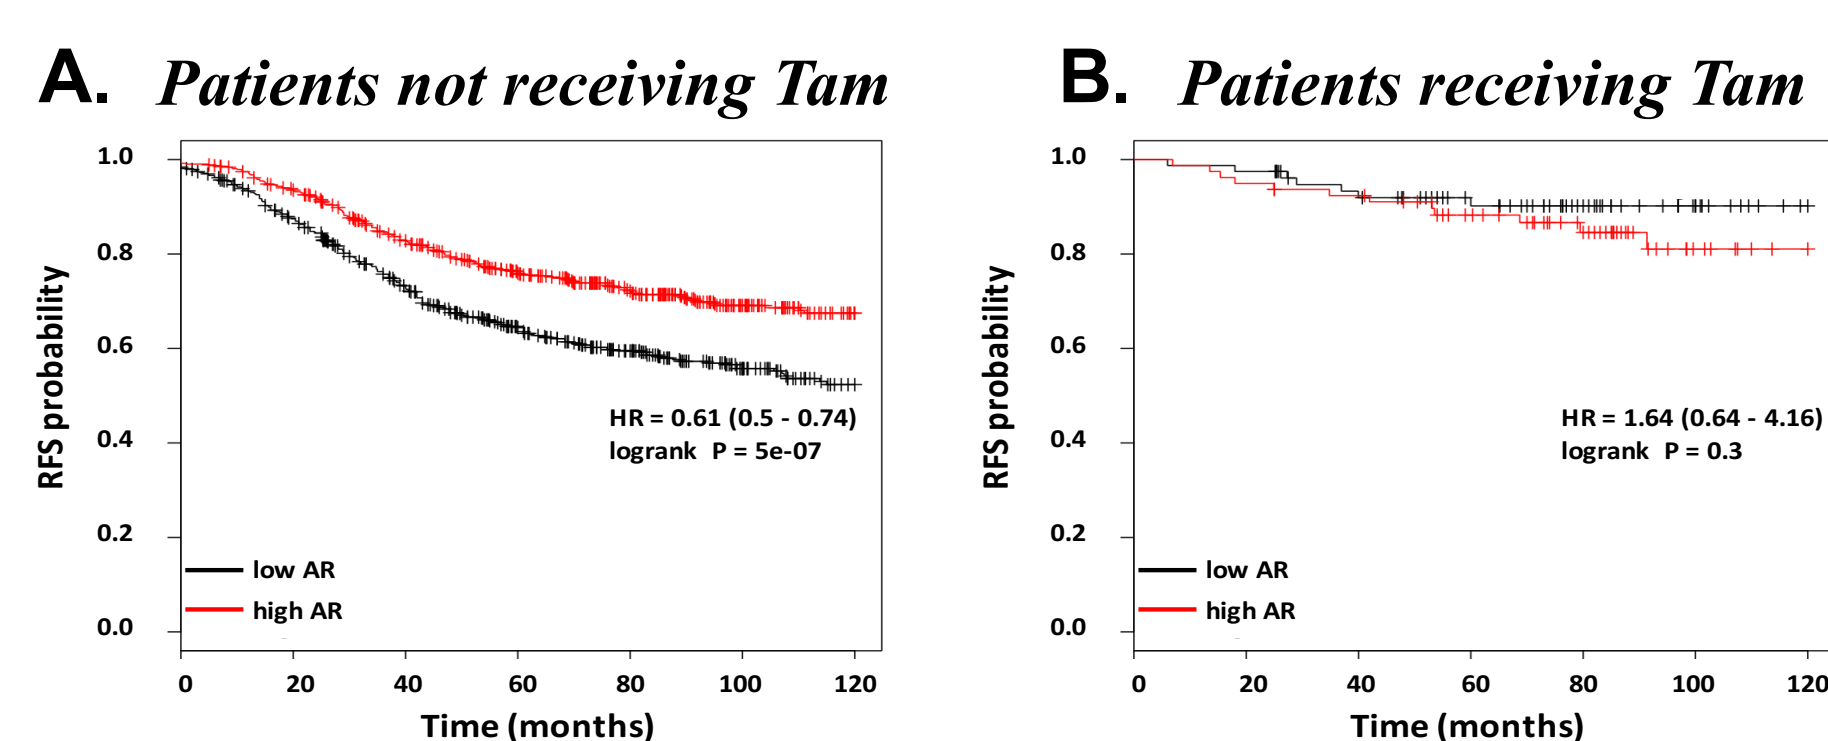 A. Patients not receiving Tam
RFS probability
1.0
0.8
0.6
0.4
0.2
0.0
HR = 0.61 (0.5 - 0.74)
logrank P = 5e-07
low AR
high AR
0 20 40 60 80 100 120
Time (months)
B. Patients receiving Tam
RFS probability
1.0
0.8
0.6
0.4
0.2
0.0
HR = 1.64 (0.64 - 4.16)
logrank P = 0.3
low AR
high AR
0 20 40 60 80 100 120
Time (months)